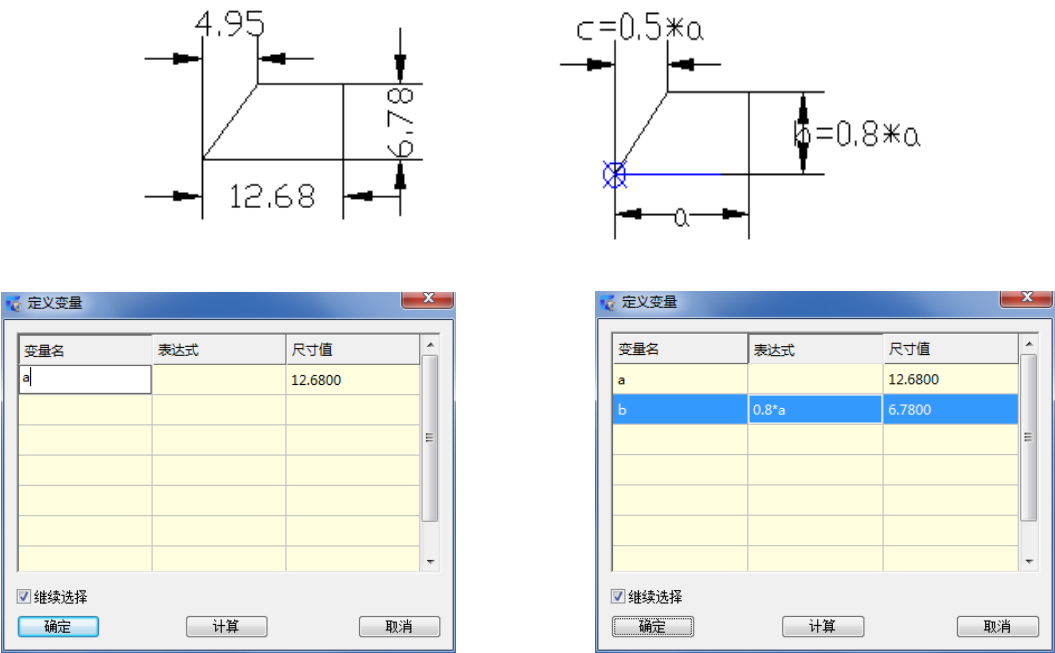 4.95
6.78
12.68
c=0.5*a
b=0.8*a
a
定义变量
变量名 表达式 尺寸值
a 12.6800
继续选择
确定 计算 取消
定义变量
变量名 表达式 尺寸值
a 12.6800
b 0.8*a 6.7800
继续选择
确定 计算 取消